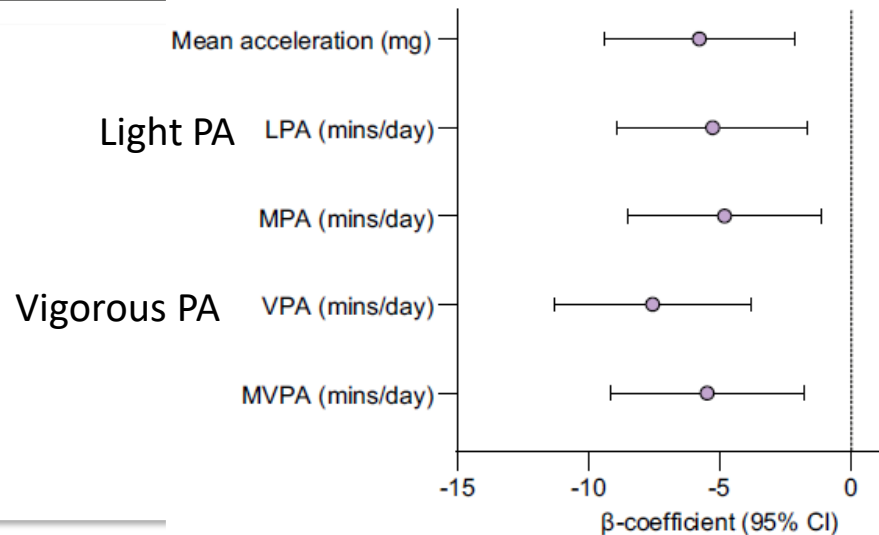 Mean acceleration (mg)
Light PA LPA (mins/day)
MPA (mins/day)
Vigorous PA VPA (mins/day)
MVPA (mins/day)
-15 -10 -5 0
β-coefficient (95% CI)